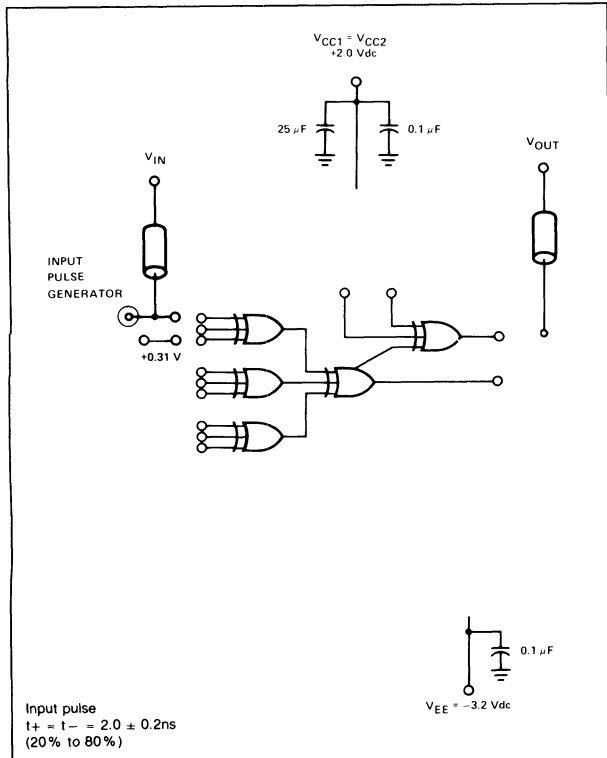 VCC1 = VCC2
+2.0 Vdc
25 μF
0.1 μF
VIN
VOUT
INPUT
PULSE
GENERATOR
+0.31 V
0.1 μF
VEE = −3.2 Vdc
Input pulse
t+ = t− = 2.0 ± 0.2ns
(20% to 80%)